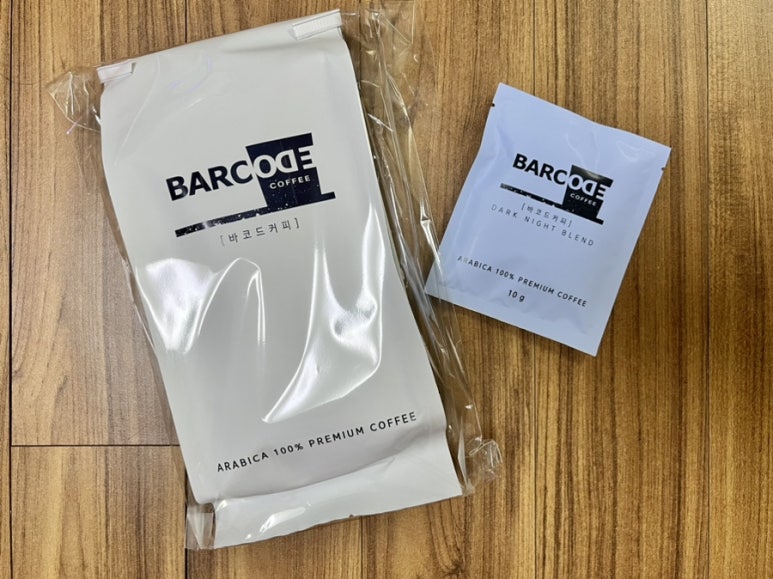 BARCODE
COFFEE
[바코드커피]
ARABICA 100% PREMIUM COFFEE
BARCODE
COFFEE
[바코드커피]
DARK NIGHT BLEND
ARABICA 100% PREMIUM COFFEE
10g